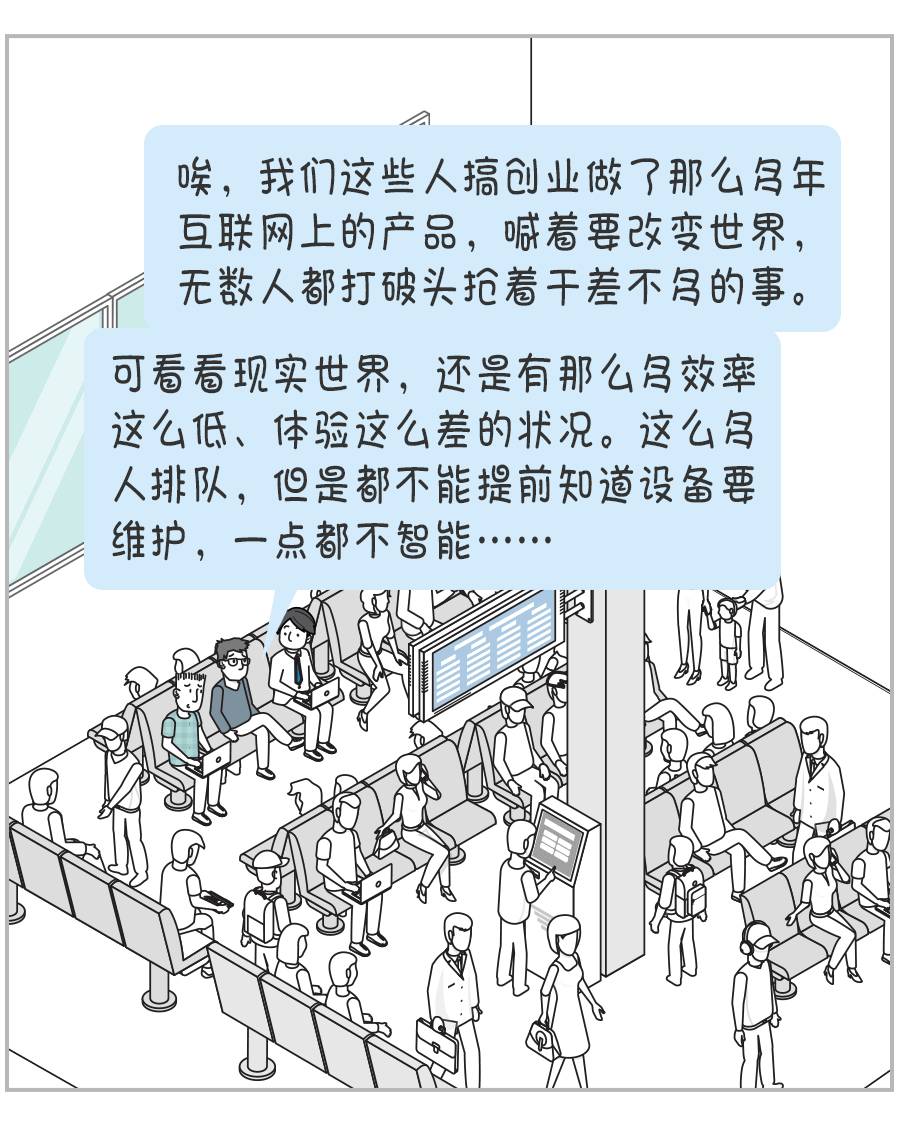 唉，我们这些人搞创业做了那么多年
互联网上的产品，喊着要改变世界，
无数人都打破头抢着干差不多的事。
可看看现实世界，还是有那么多效率
这么低、体验这么差的状况。这么多
人排队，但是都不能提前知道设备要
维护，一点都不智能……